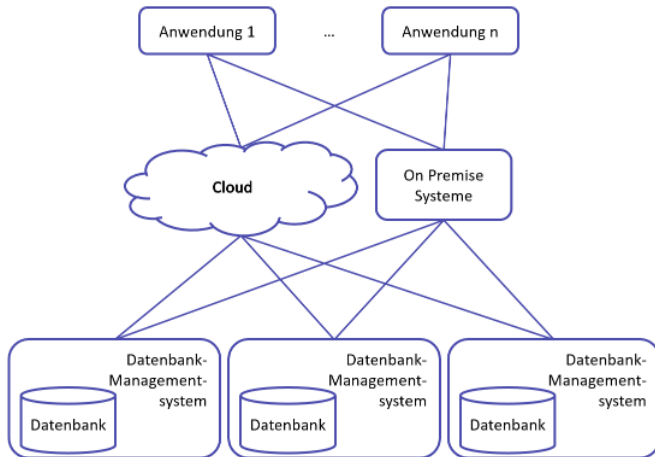 Anwendung 1
...
Anwendung n
Cloud
On Premise
Systeme
Datenbank-
Management-
system
Datenbank
Datenbank-
Management-
system
Datenbank
Datenbank-
Management-
system
Datenbank